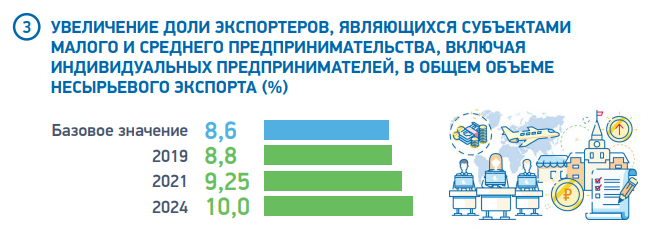 3 УВЕЛИЧЕНИЕ ДОЛИ ЭКСПОРТЕРОВ, ЯВЛЯЮЩИХСЯ СУБЪЕКТАМИ
МАЛОГО И СРЕДНЕГО ПРЕДПРИНИМАТЕЛЬСТВА, ВКЛЮЧАЯ
ИНДИВИДУАЛЬНЫХ ПРЕДПРИНИМАТЕЛЕЙ, В ОБЩЕМ ОБЪЕМЕ
НЕСЫРЬЕВОГО ЭКСПОРТА (%)
Базовое значение 8,6
2019 8,8
2021 9,25
2024 10,0
₽